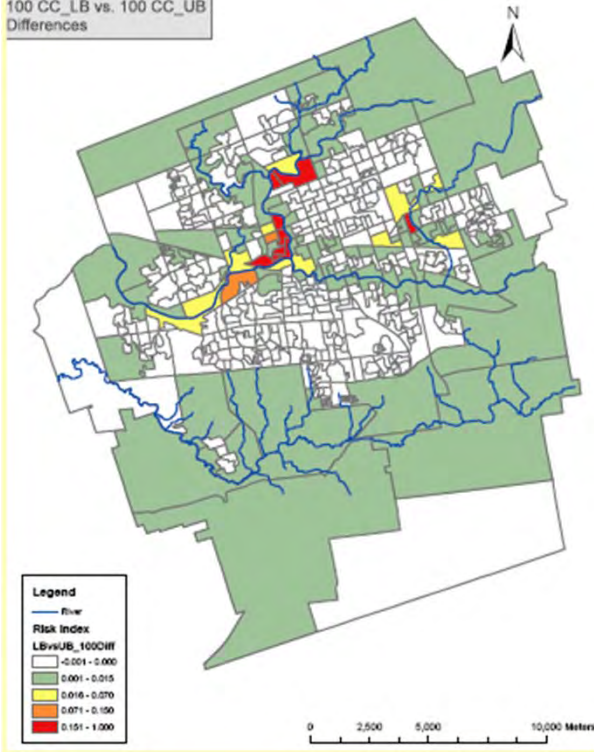 100 CC_LB vs. 100 CC_UB
Differences
N
Legend
River
Risk Index
LBvsUB_100Diff
-0.001 - 0.000
0.001 - 0.015
0.016 - 0.070
0.071 - 0.150
0.151 - 1.000
0 2,500 5,000 10,000 Meters